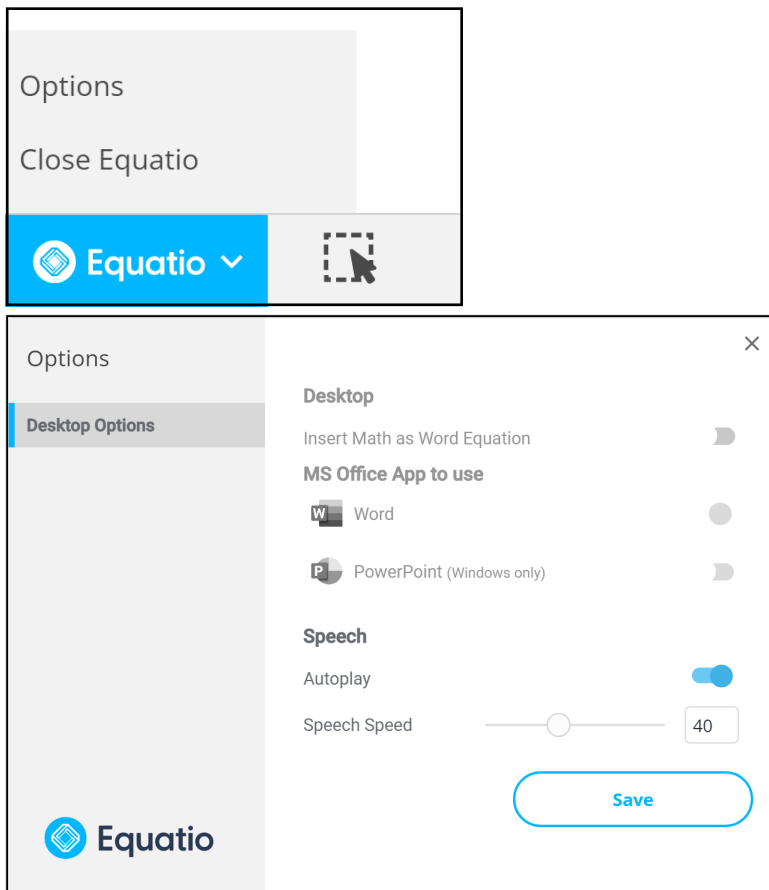 Options
Close Equatio
Equatio
Options
Desktop Options
Desktop
Insert Math as Word Equation
MS Office App to use
W Word
P PowerPoint (Windows only)
Speech
Autoplay
Speech Speed 40
Save
Equatio